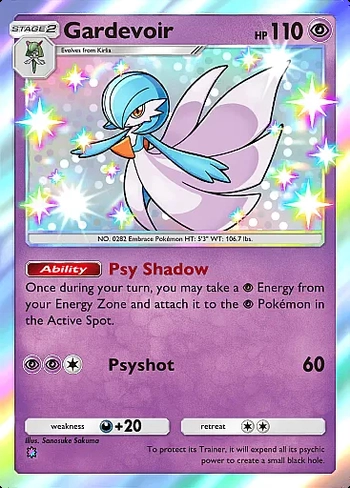 STAGE 2
Gardevoir
HP 110
Evolves from Kirlia
NO. 0282 Embrace Pokémon HT: 5'3" WT: 106.7 lbs.
Ability Psy Shadow
Once during your turn, you may take a Energy from
your Energy Zone and attach it to the Pokémon in
the Active Spot.
Psyshot 60
weakness +20 retreat
Illus. Sanosuke Sakuma
To protect its Trainer, it will expend all its psychic
power to create a small black hole.